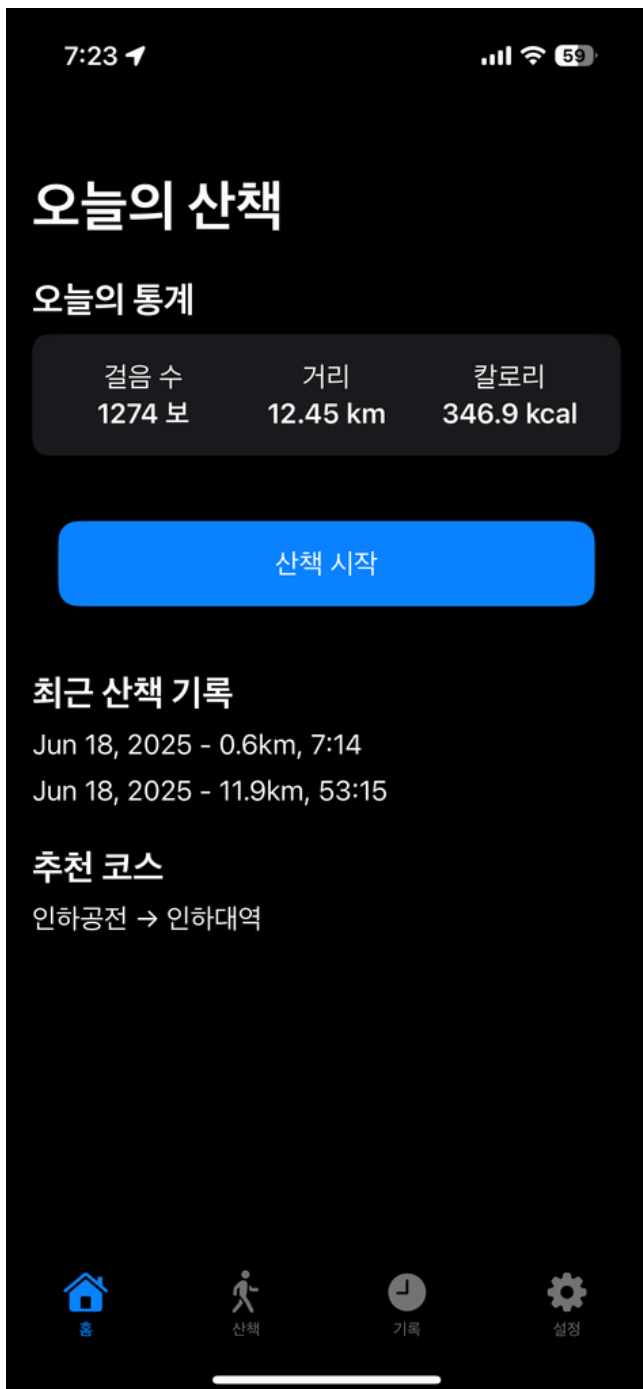 7:23
59
오늘의 산책
오늘의 통계
걸음 수 거리 칼로리
1274 보 12.45 km 346.9 kcal
산책 시작
최근 산책 기록
Jun 18, 2025 - 0.6km, 7:14
Jun 18, 2025 - 11.9km, 53:15
추천 코스
인하공전 → 인하대역
홈 산책 기록 설정